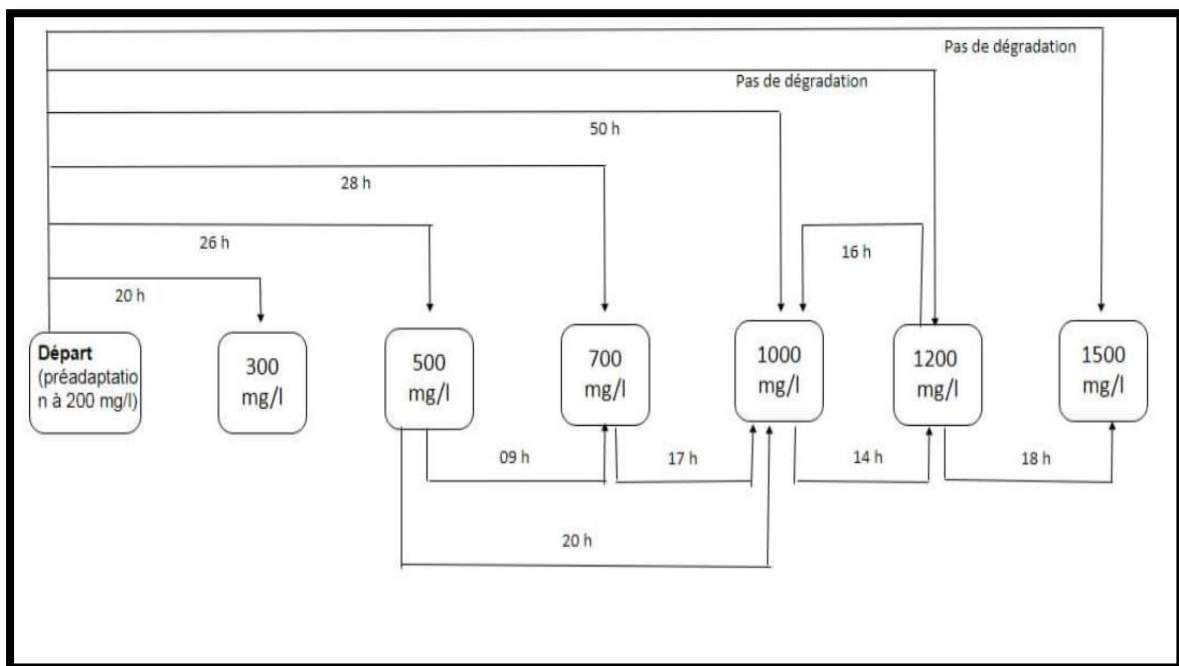 Pas de dégradation
Pas de dégradation
50 h
28 h
26 h
16 h
20 h
Départ
(préadaptatio
n à 200 mg/l)
300
mg/l
500
mg/l
700
mg/l
1000
mg/l
1200
mg/l
1500
mg/l
09 h
17 h
14 h
18 h
20 h